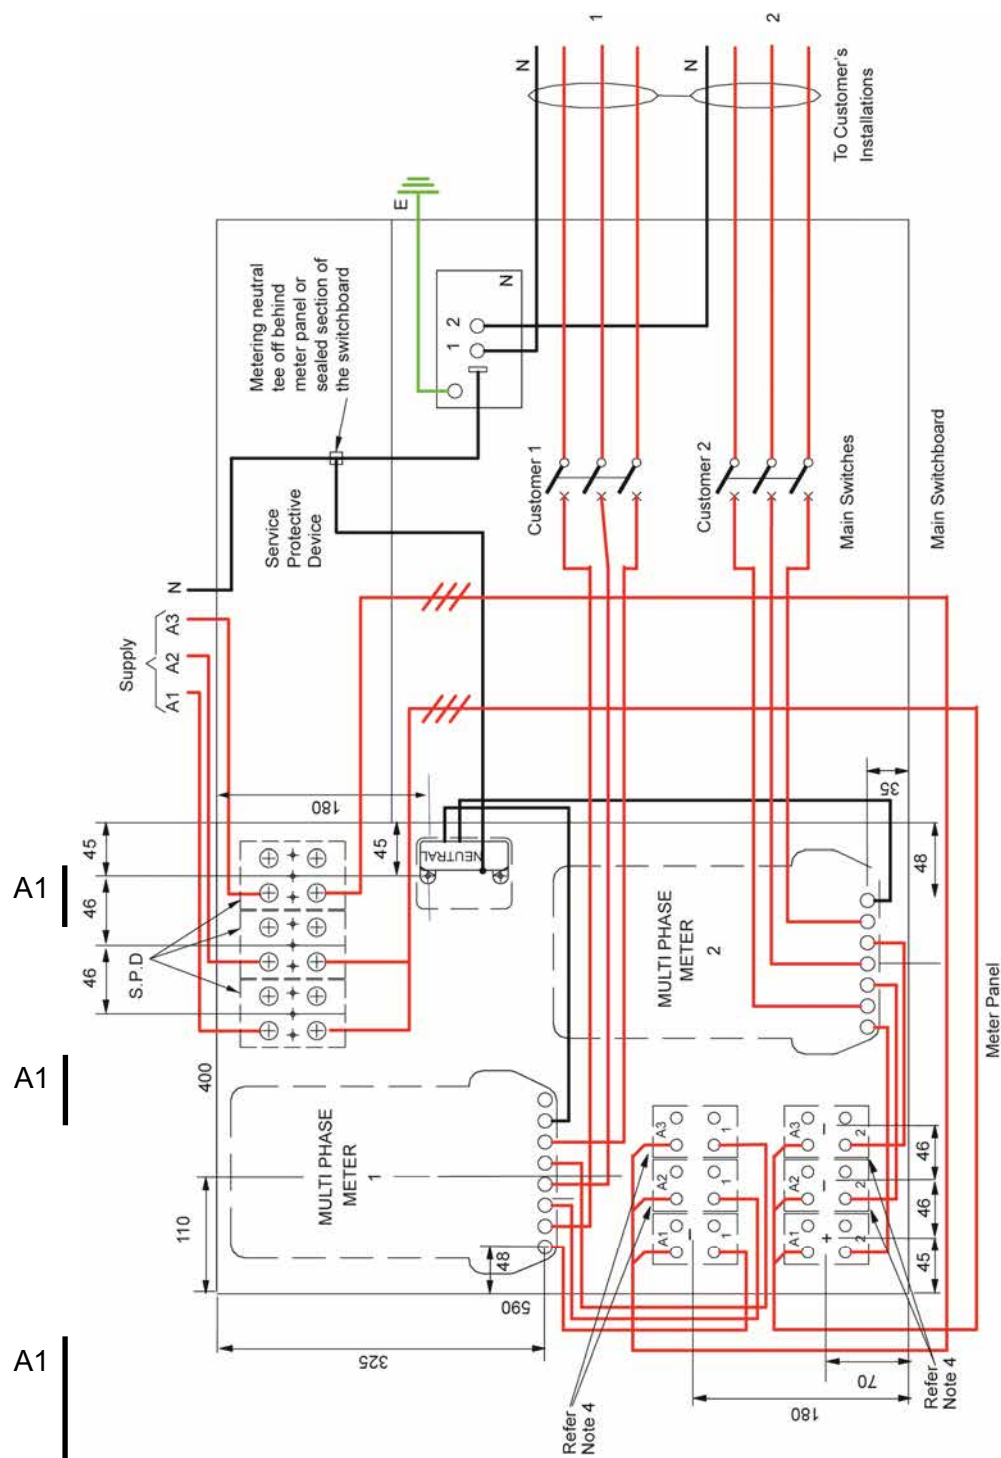 A1
A1
A1
Supply
A1
A2
A3
N
S.P.D
45
46
46
400
110
180
45
Service
Protective
Device
Metering neutral
tee off behind
meter panel or
sealed section of
the switchboard
E
N
1
2
NEUTRAL
MULTI PHASE
METER
1
48
590
325
MULTI PHASE
METER
2
35
48
Customer 1
Customer 2
Main Switches
Main Switchboard
N
1
N
2
To Customer's
Installations
A1
A2
A3
1
1
1
A1
A2
A3
2
2
2
+
45
46
46
70
180
Refer
Note 4
Refer
Note 4
Meter Panel